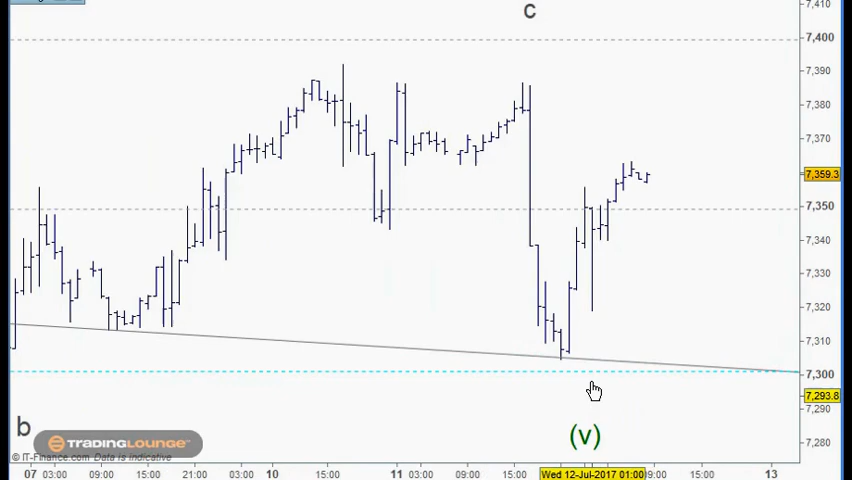 c
7,410
7,400
7,390
7,380
7,370
7,359.3
7,350
7,340
7,330
7,320
7,310
7,300
7,293.8
7,290
7,280
b
TRADINGLOUNGE
(v)
© IT-Finance.com Data is indicative
07 03:00 09:00 15:00 21:00 03:00 10 15:00 11 03:00 09:00 15:00 Wed 12-Jul-2017 01:00 09:00 15:00 13